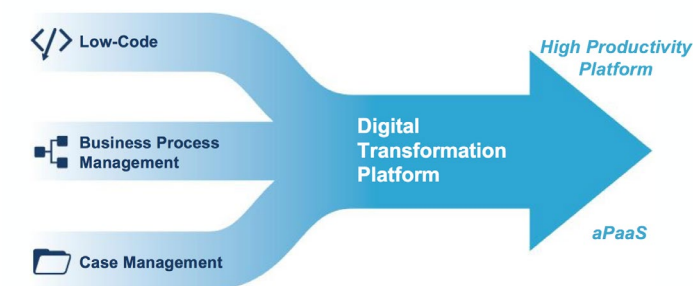 Low-Code
High Productivity
Platform
Business Process
Management
Digital
Transformation
Platform
Case Management
aPaaS